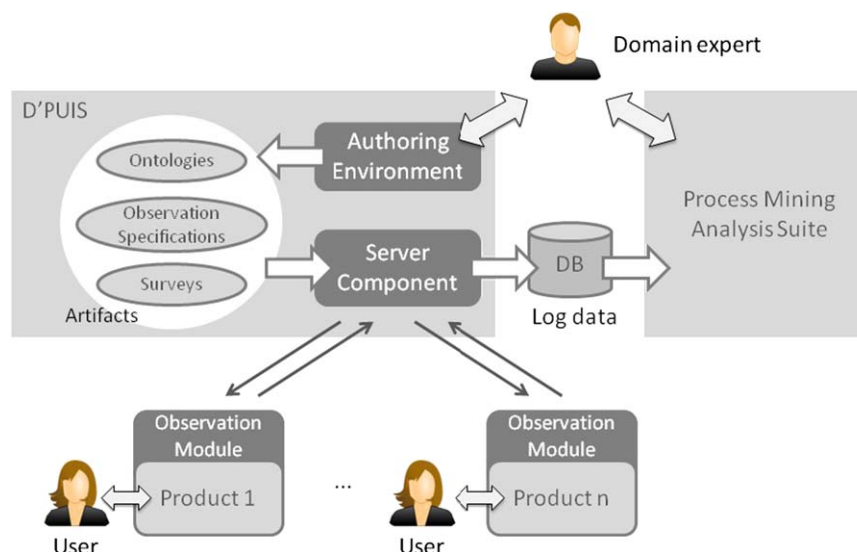 Domain expert
D'PUIS
Authoring
Environment
Ontologies
Observation
Specifications
Surveys
Artifacts
Server
Component
DB
Log data
Process Mining
Analysis Suite
Observation
Module
Product 1
User
...
Observation
Module
Product n
User